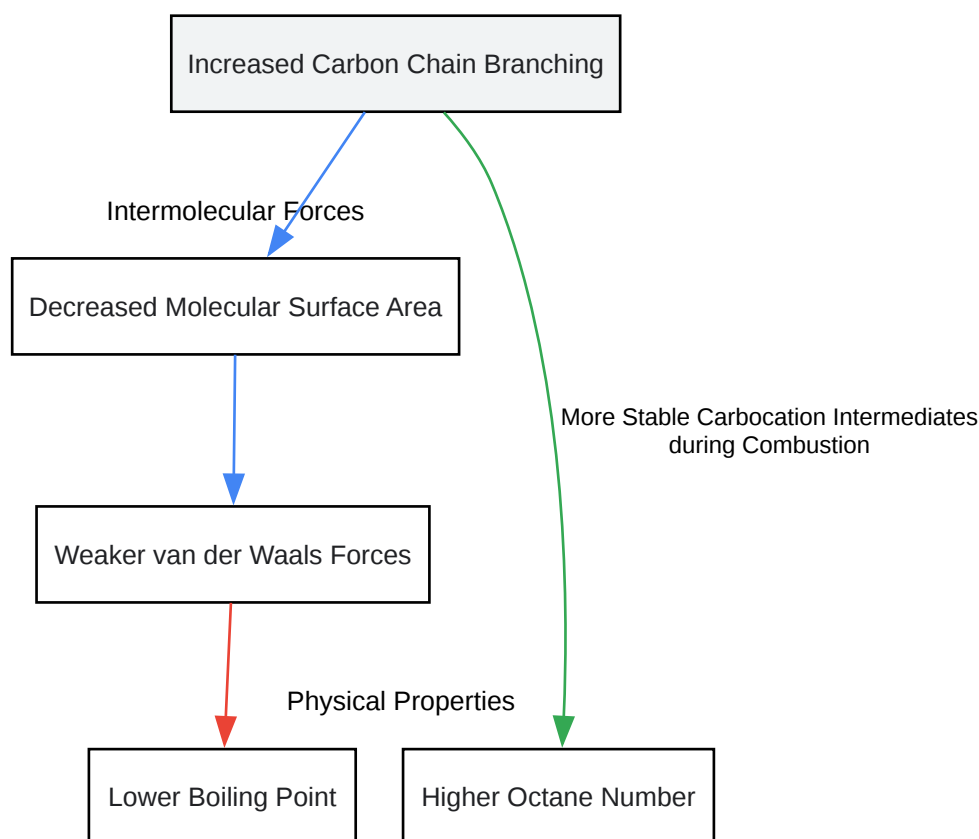 Increased Carbon Chain Branching
Intermolecular Forces
Decreased Molecular Surface Area
More Stable Carbocation Intermediates
during Combustion
Weaker van der Waals Forces
Physical Properties
Lower Boiling Point
Higher Octane Number